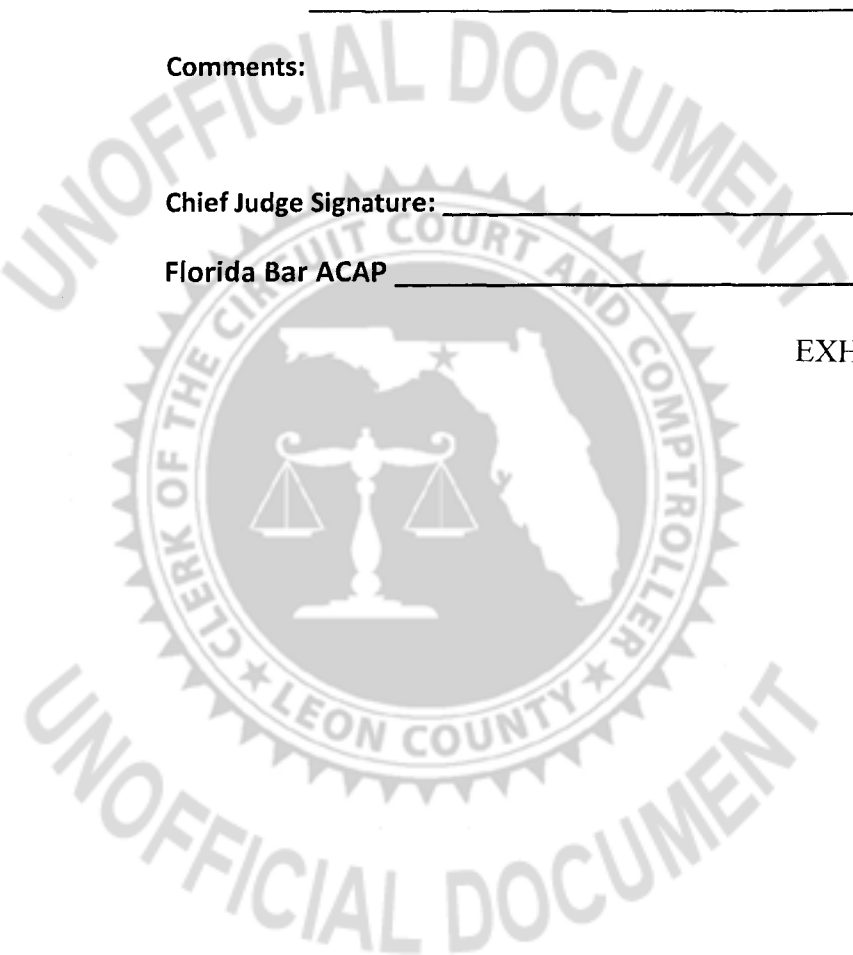 UNOFFICIAL DOCUMENT
Comments:
Chief Judge Signature:
Florida Bar ACAP
EXH
CLERK OF THE CIRCUIT COURT AND COMPTROLLER
LEON COUNTY
UNOFFICIAL DOCUMENT